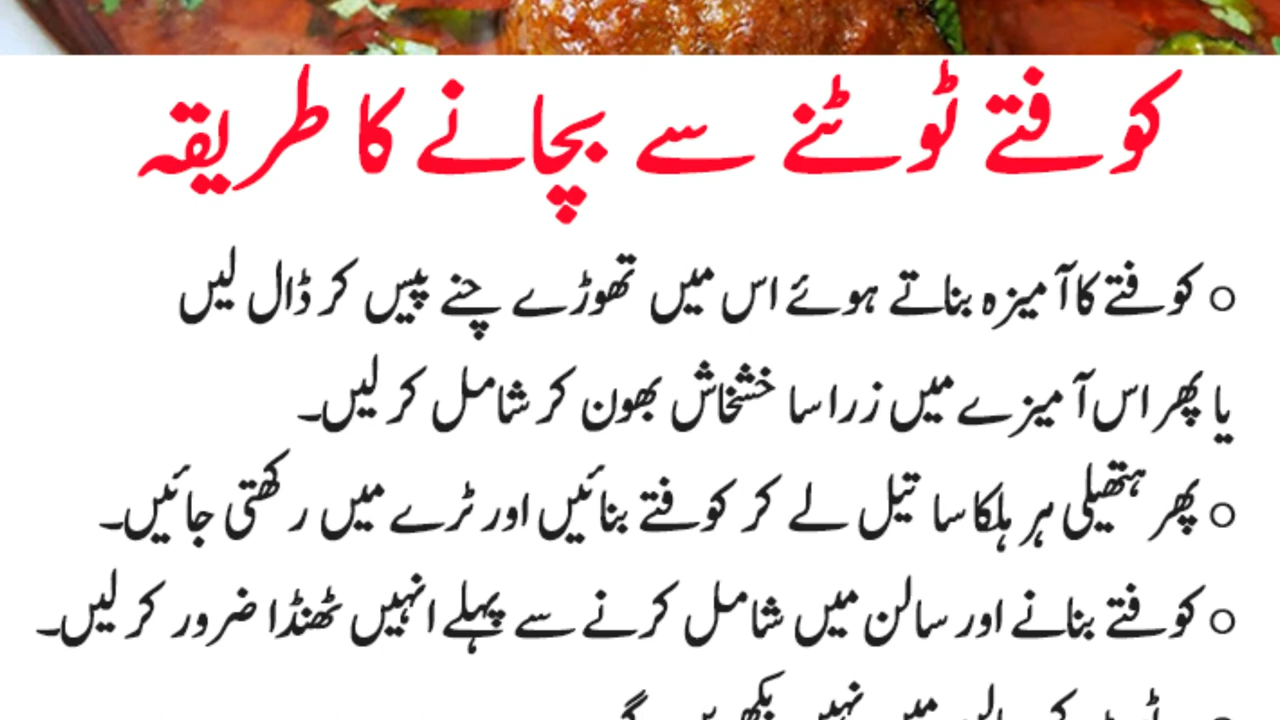 کوفتے ٹوٹنے سے بچانے کا طریقہ
○ کوفتے کا آمیزہ بناتے ہوئے اس میں تھوڑے چنے پیس کر ڈال لیں
یا پھر اس آمیزے میں زرا سا خشخاش بھون کر شامل کر لیں۔
○ پھر ہتھیلی ہر ہلکا سا تیل لے کر کوفتے بنائیں اور ٹرے میں رکھتی جائیں۔
○ کوفتے بنانے اور سالن میں شامل کرنے سے پہلے انہیں ٹھنڈا ضرور کر لیں۔
میں نہیں